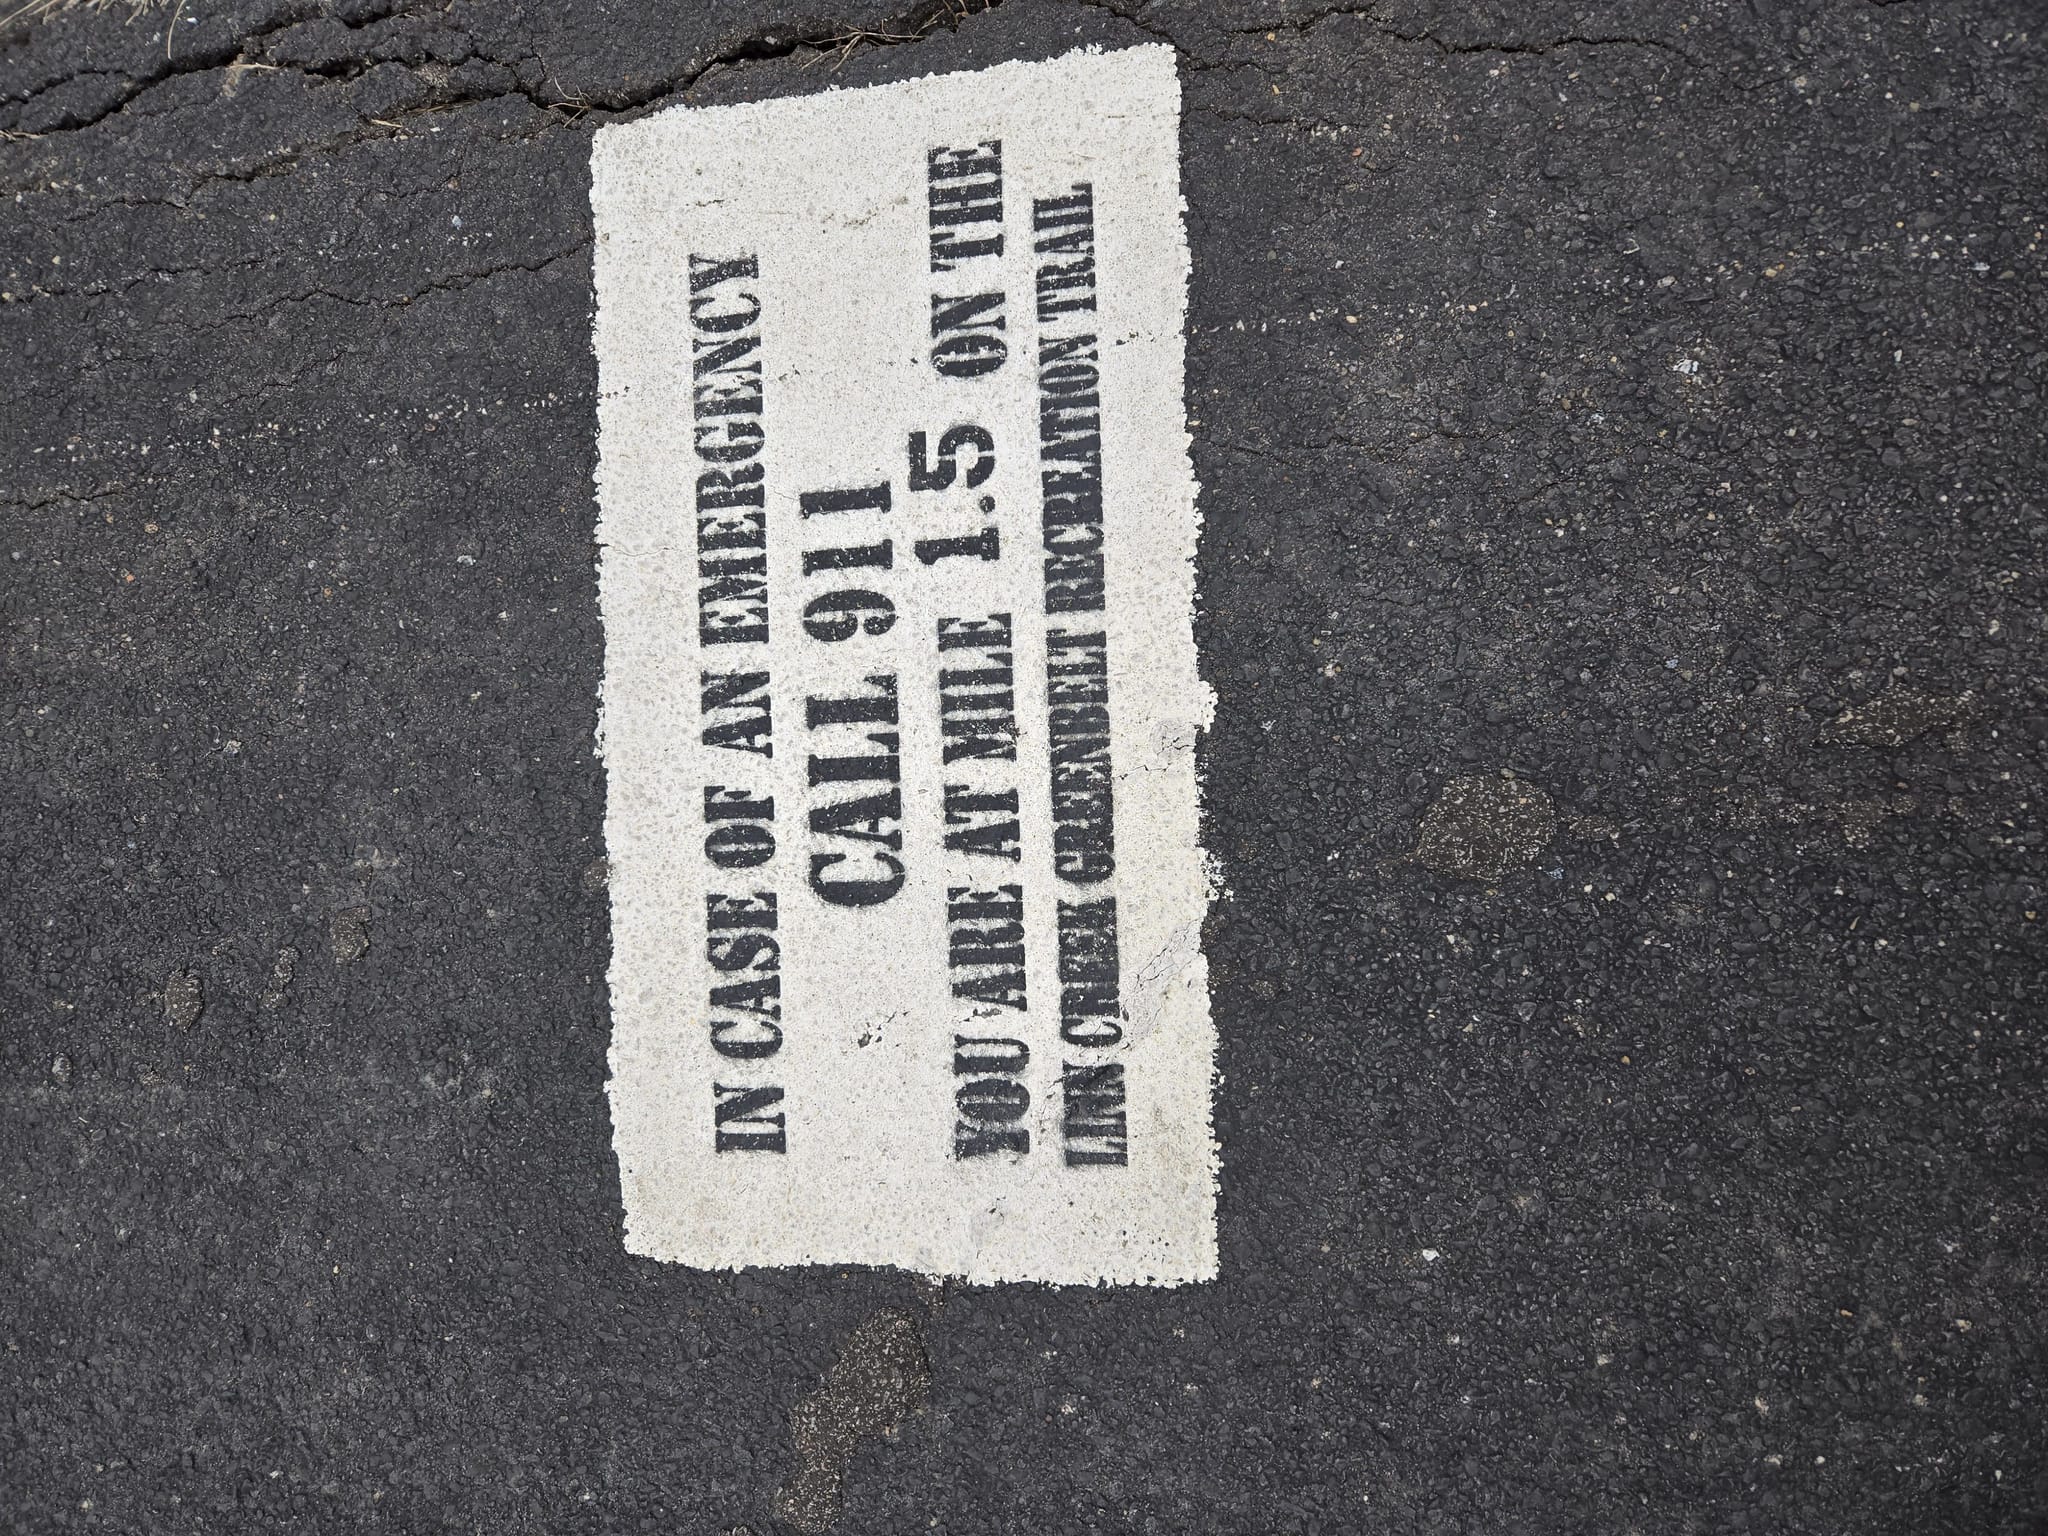 IN CASE OF AN EMERGENCY
CALL 911
YOU ARE AT MILE 1.5 ON THE
LINN CREEK GREENBELT RECREATION TRAIL